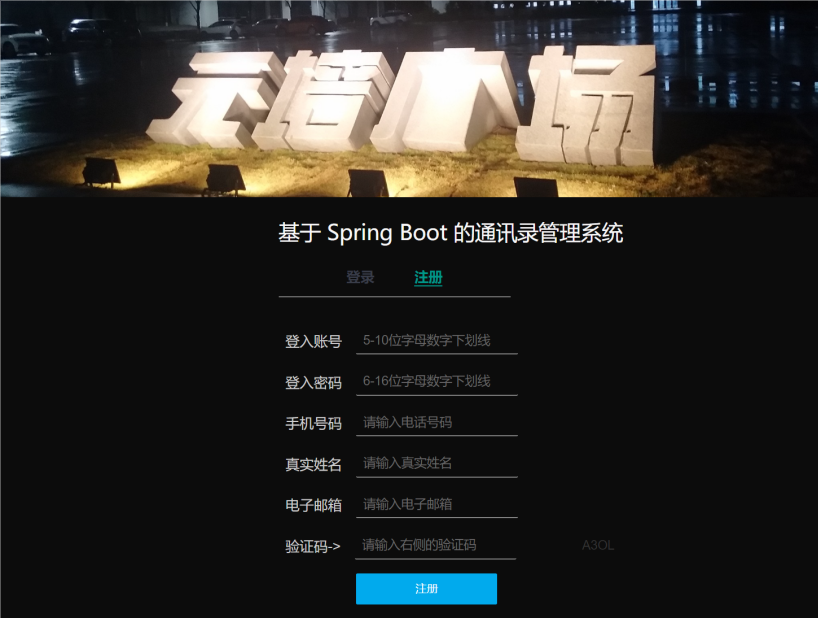 云塘广场
基于 Spring Boot 的通讯录管理系统
登录 注册
登入账号 5-10位字母数字下划线
登入密码 6-16位字母数字下划线
手机号码 请输入电话号码
真实姓名 请输入真实姓名
电子邮箱 请输入电子邮箱
验证码-> 请输入右侧的验证码 A3OL
注册